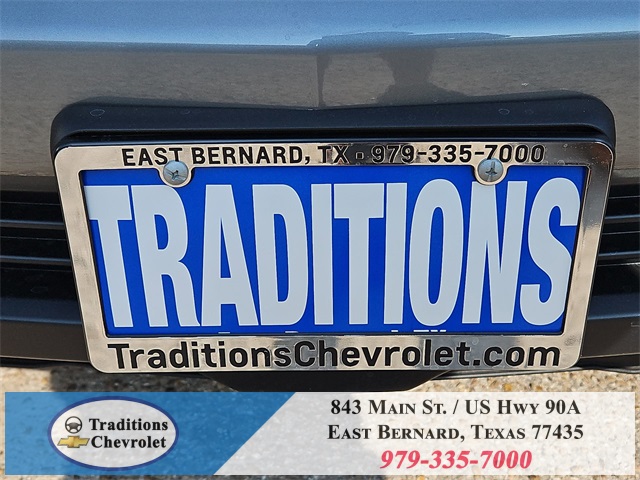 EAST BERNARD, TX - 979-335-7000
TRADITIONS
TraditionsChevrolet.com
Traditions
Chevrolet
843 Main St. / US Hwy 90A
East Bernard, Texas 77435
979-335-7000